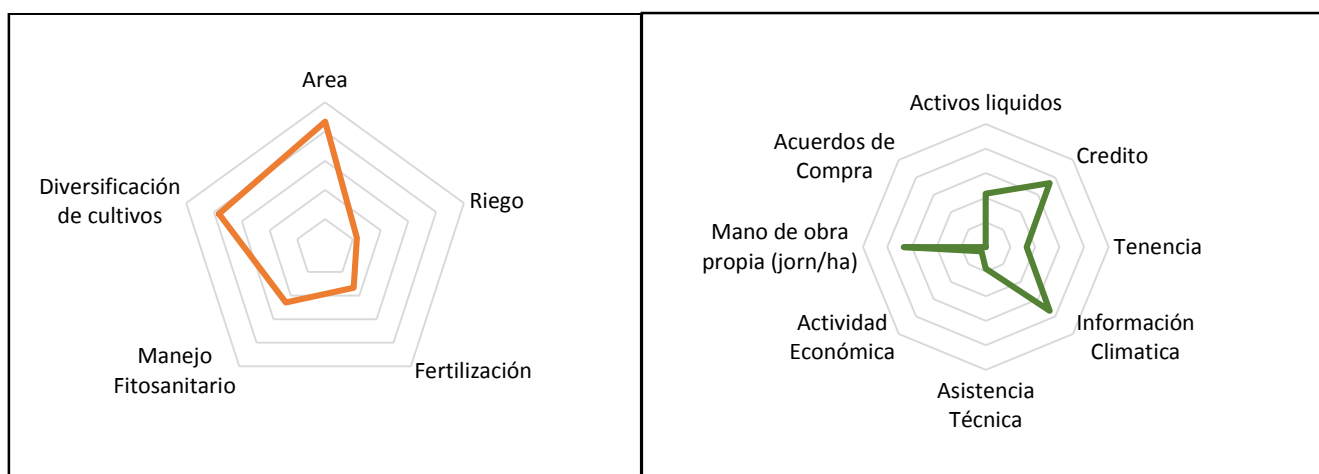 Area
Riego
Fertilización
Manejo
Fitosanitario
Diversificación
de cultivos
Activos liquidos
Credito
Tenencia
Información
Climatica
Asistencia
Técnica
Actividad
Económica
Mano de obra
propia (jorn/ha)
Acuerdos de
Compra